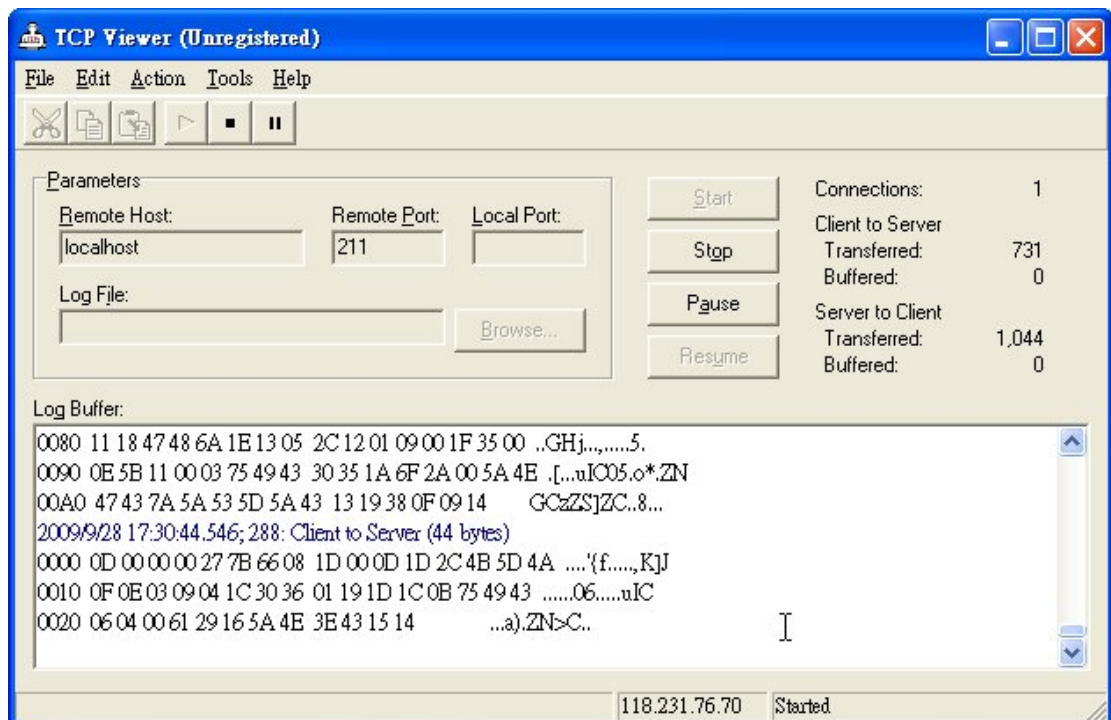 TCP Viewer (Unregistered)
File Edit Action Tools Help
Parameters
Remote Host: Remote Port: Local Port:
localhost 211
Log File:
Browse...
Start
Stop
Pause
Resume
Connections: 1
Client to Server
Transferred: 731
Buffered: 0
Server to Client
Transferred: 1,044
Buffered: 0
Log Buffer:
0080 11 18 47 48 6A 1E 13 05 2C 12 01 09 00 1F 35 00 ..GHj...,.....5.
0090 0E 5B 11 00 03 75 49 43 30 35 1A 6F 2A 00 5A 4E .[...uIC05.o*.ZN
00A0 47 43 7A 5A 53 5D 5A 43 13 19 38 0F 09 14 GCzZS]ZC..8...
2009/9/28 17:30:44.546; 288: Client to Server (44 bytes)
0000 0D 00 00 00 27 7B 66 08 1D 00 0D 1D 2C 4B 5D 4A ....'{f.....,K]J
0010 0F 0E 03 09 04 1C 30 36 01 19 1D 1C 0B 75 49 43 ......06.....uIC
0020 06 04 00 61 29 16 5A 4E 3E 43 15 14 ...a).ZN>C..
118.231.76.70 Started